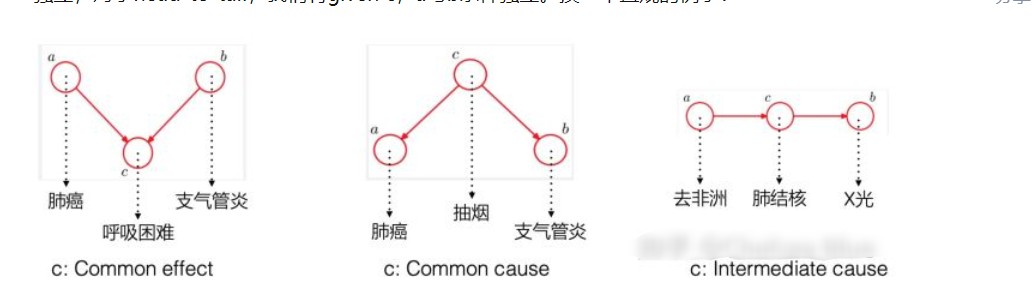 a b
c
肺癌 支气管炎
呼吸困难
c: Common effect
c
a b
抽烟
肺癌 支气管炎
c: Common cause
a c b
去非洲 肺结核 X光
c: Intermediate cause